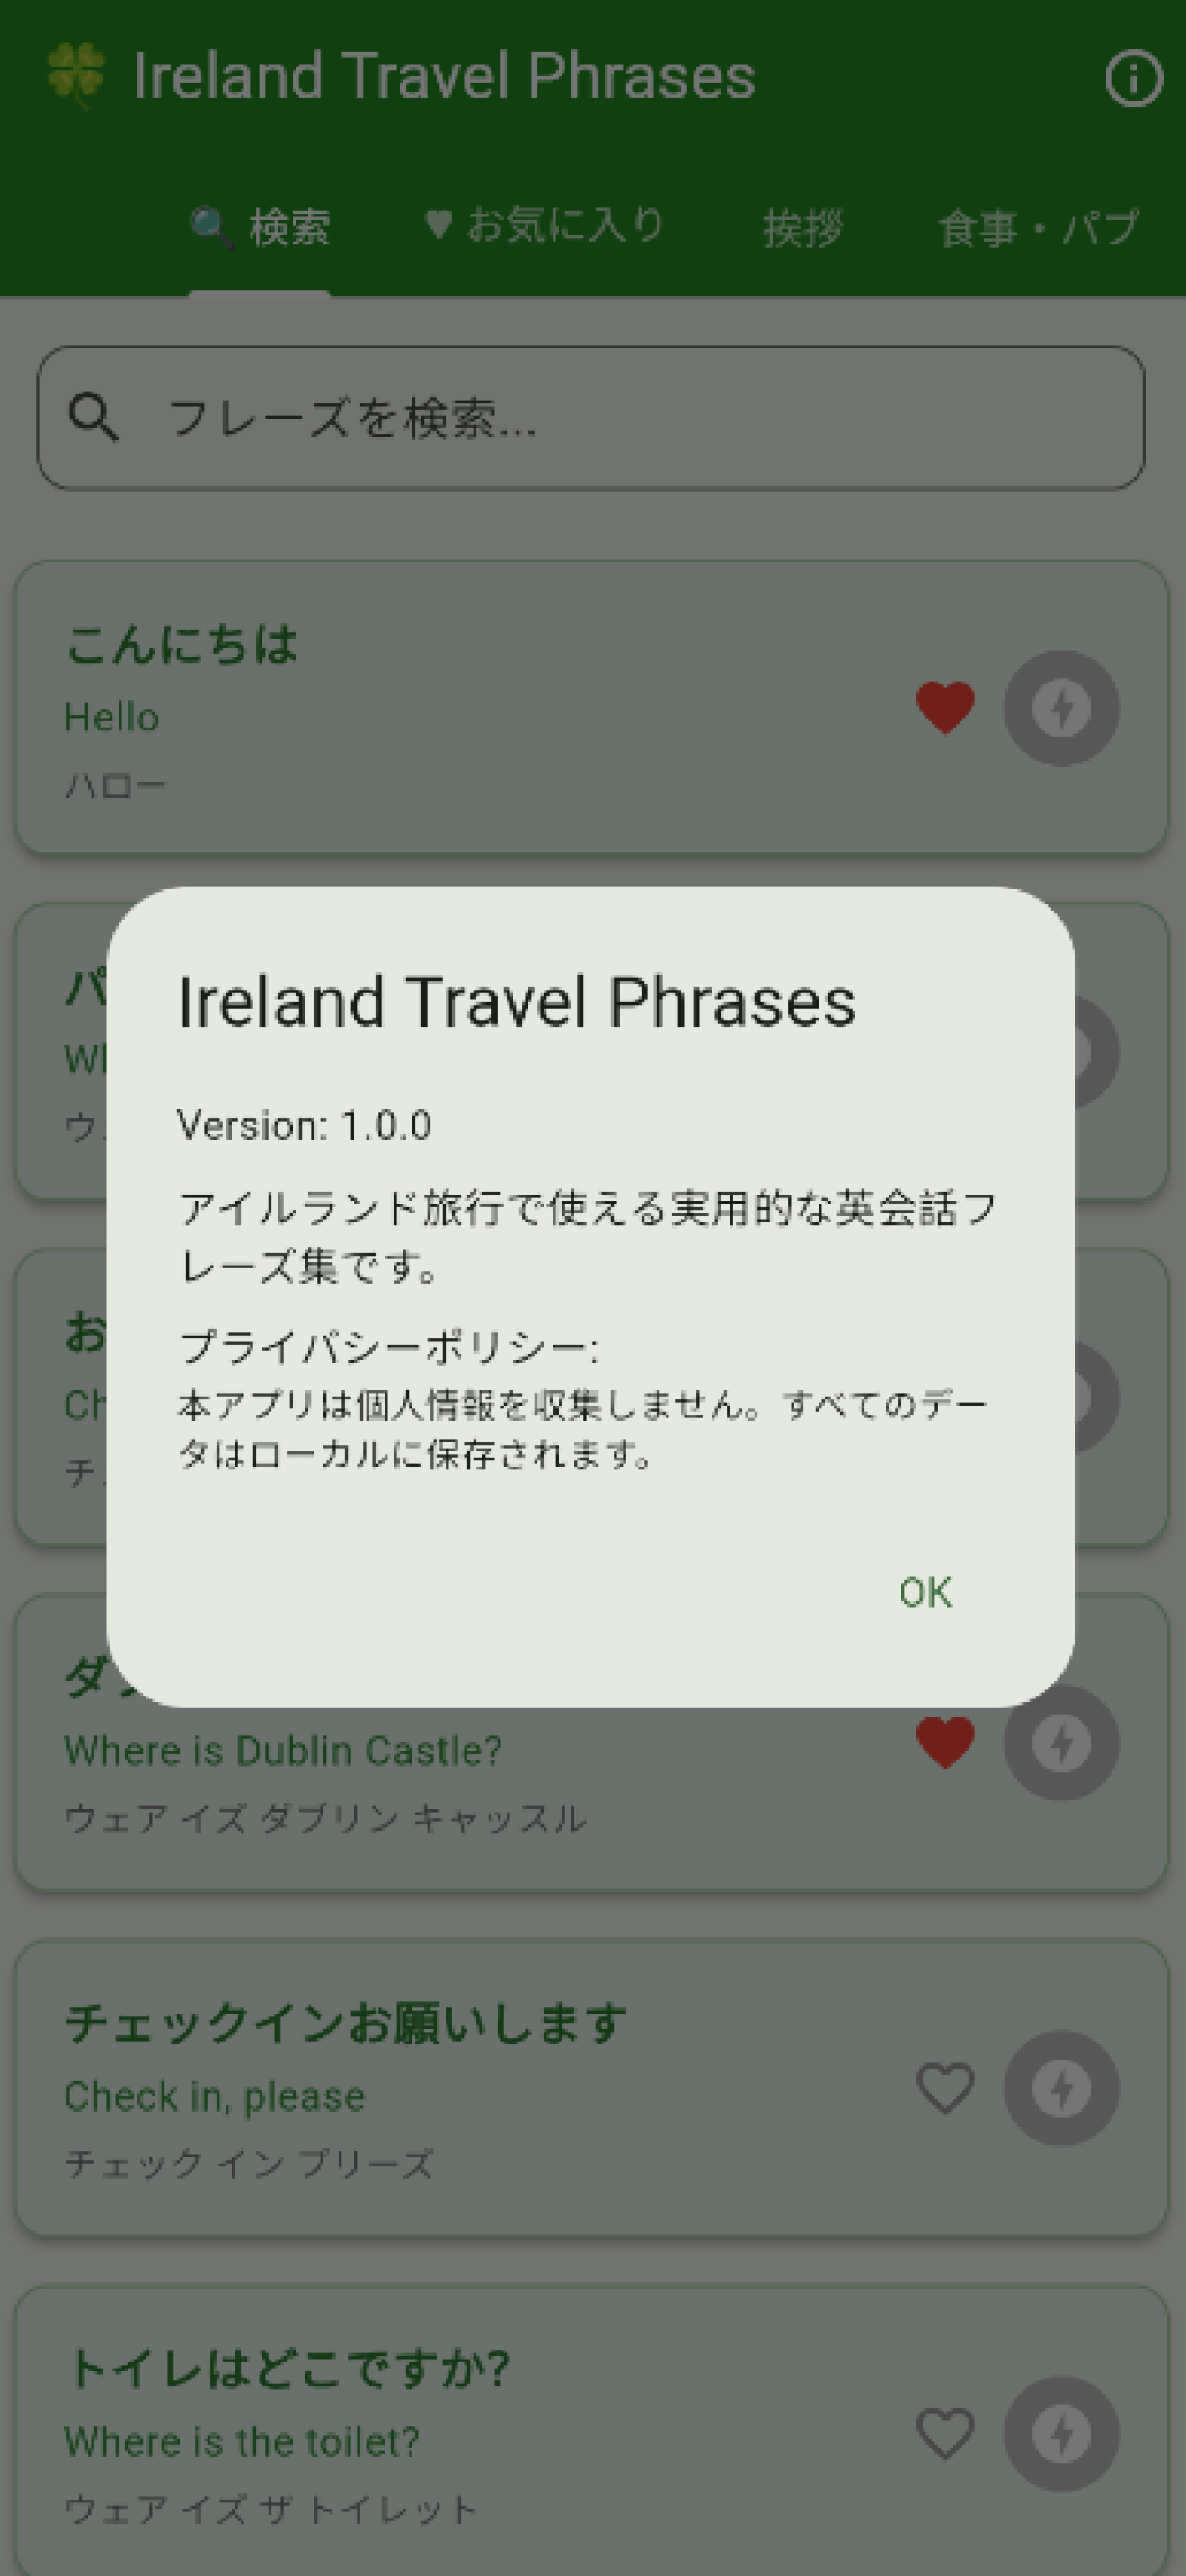 Ireland Travel Phrases
🔍 検索 ♥ お気に入り 挨拶 食事・パブ
フレーズを検索...
こんにちは
Hello
ハロー
Ireland Travel Phrases
Version: 1.0.0
アイルランド旅行で使える実用的な英会話フ
レーズ集です。
プライバシーポリシー:
本アプリは個人情報を収集しません。すべてのデー
タはローカルに保存されます。
OK
Where is Dublin Castle?
ウェア イズ ダブリン キャッスル
チェックインお願いします
Check in, please
チェック イン プリーズ
トイレはどこですか?
Where is the toilet?
ウェア イズ ザ トイレット